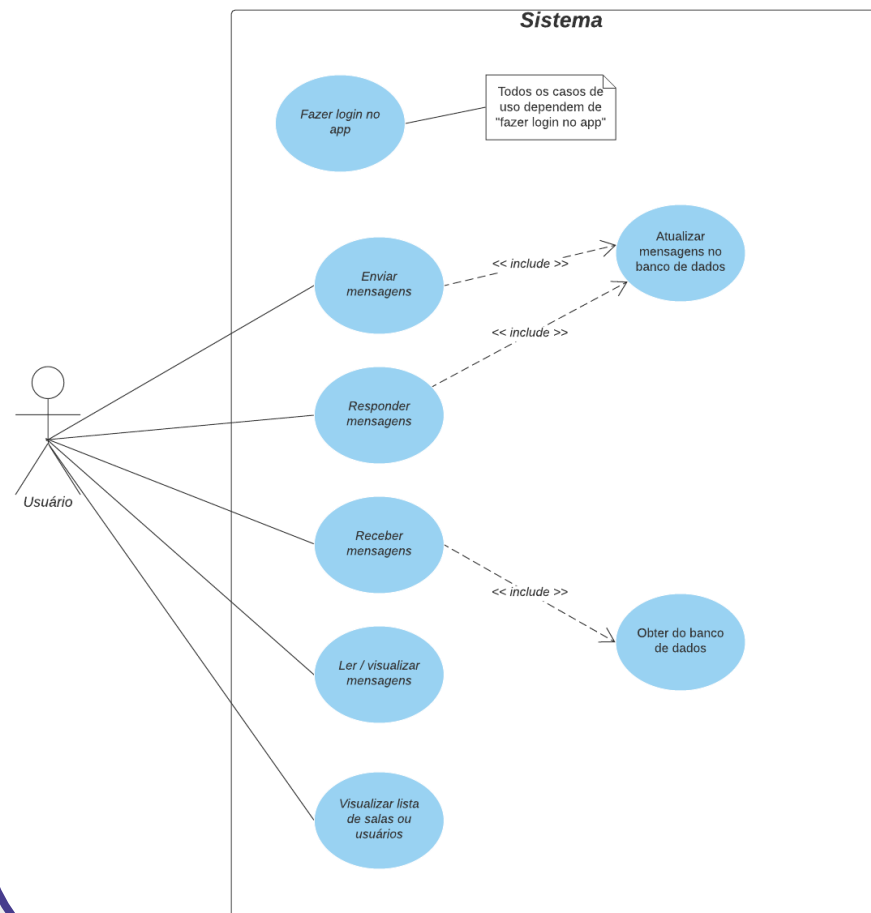 Sistema
Fazer login no
app
Todos os casos de
uso dependem de
"fazer login no app"
Atualizar
mensagens no
banco de dados
<< include >>
Enviar
mensagens
<< include >>
Responder
mensagens
Usuário
Receber
mensagens
<< include >>
Obter do banco
de dados
Ler / visualizar
mensagens
Visualizar lista
de salas ou
usuários